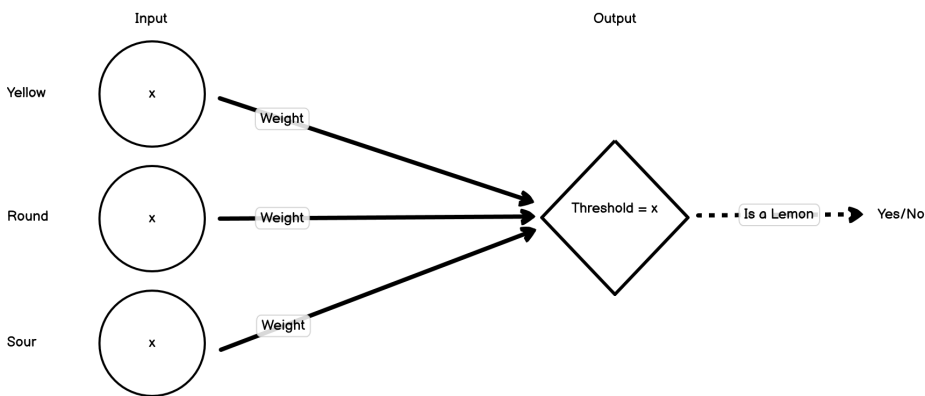 Input
Output
Yellow
x
Weight
Round
x
Weight
Threshold = x
Is a Lemon
Yes/No
Sour
x
Weight